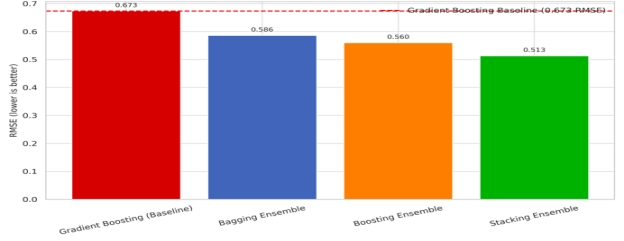 0.7
0.6
0.5
0.4
0.3
0.2
0.1
0.0
RMSE (lower is better)
0.673
0.586
0.560
0.513
Gradient Boosting Baseline (0.673 RMSE)
Gradient Boosting (Baseline)
Bagging Ensemble
Boosting Ensemble
Stacking Ensemble